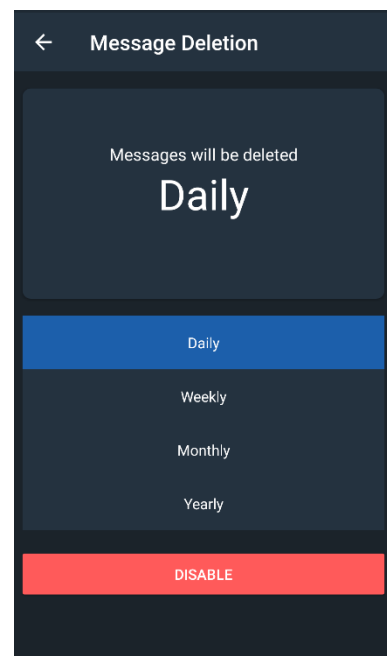 Message Deletion
Messages will be deleted
Daily
Daily
Weekly
Monthly
Yearly
DISABLE